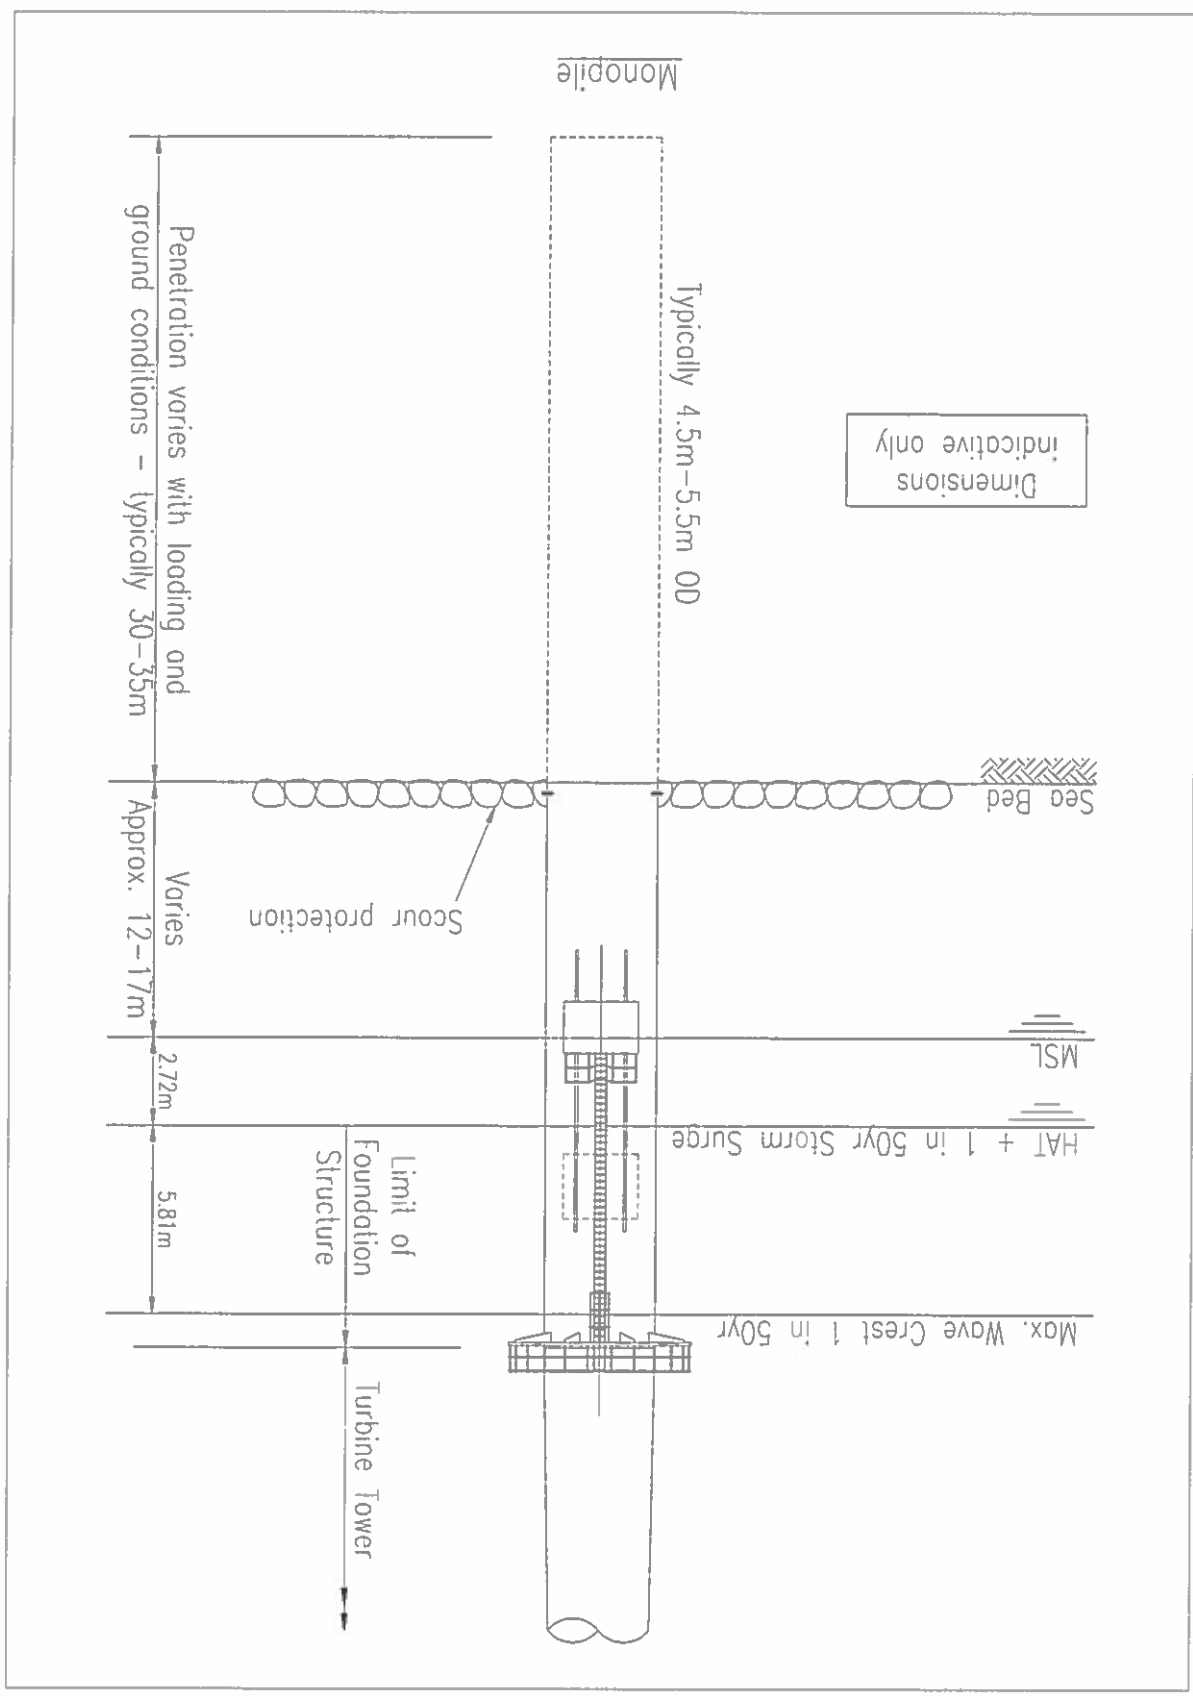 Turbine Tower
Max. Wave Crest 1 in 50yr
5.81m
Limit of
Foundation
Structure
HAT + 1 in 50yr Storm Surge
2.72m
MSL
Varies
Approx. 12-17m
Scour protection
Sea Bed
Dimensions
indicative only
Typically 4.5m-5.5m OD
Penetration varies with loading and
ground conditions - typically 30-35m
Monopile